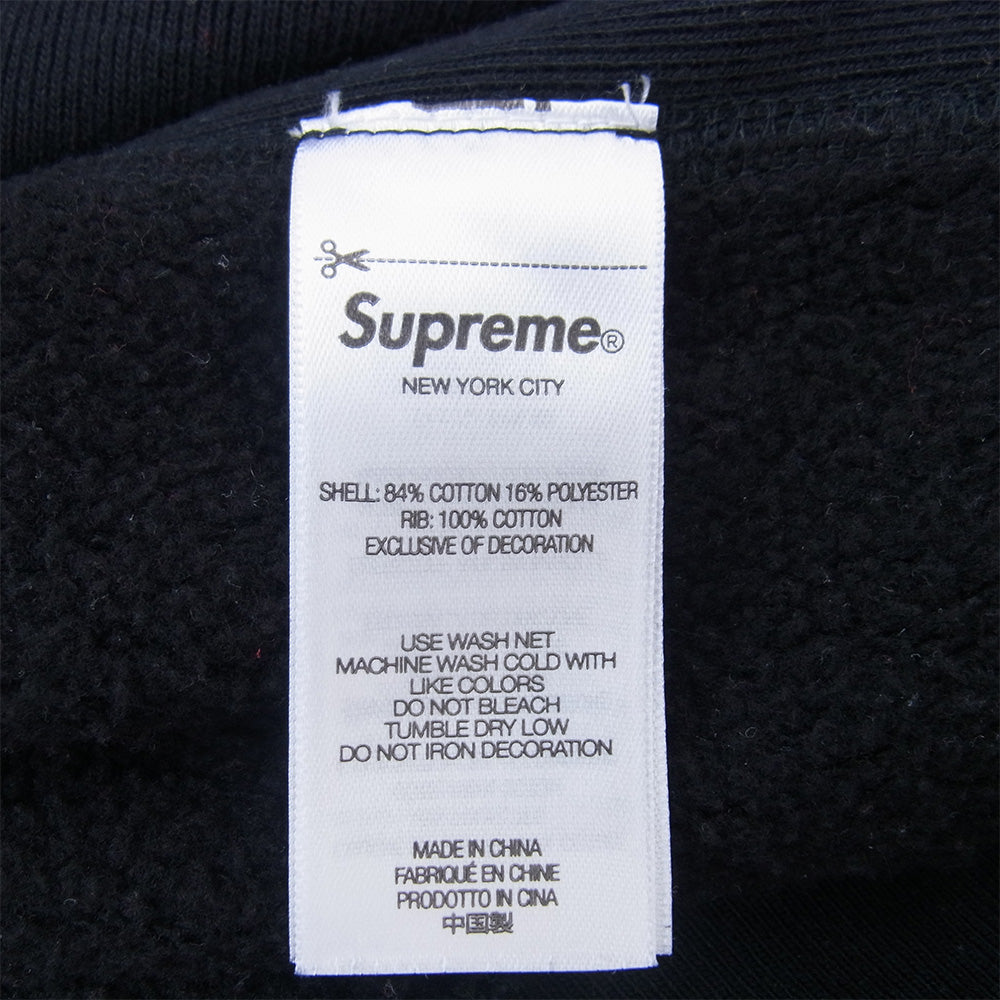 Supreme®
NEW YORK CITY
SHELL: 84% COTTON 16% POLYESTER
RIB: 100% COTTON
EXCLUSIVE OF DECORATION
USE WASH NET
MACHINE WASH COLD WITH
LIKE COLORS
DO NOT BLEACH
TUMBLE DRY LOW
DO NOT IRON DECORATION
MADE IN CHINA
FABRIQUÉ EN CHINE
PRODOTTO IN CINA
中国製